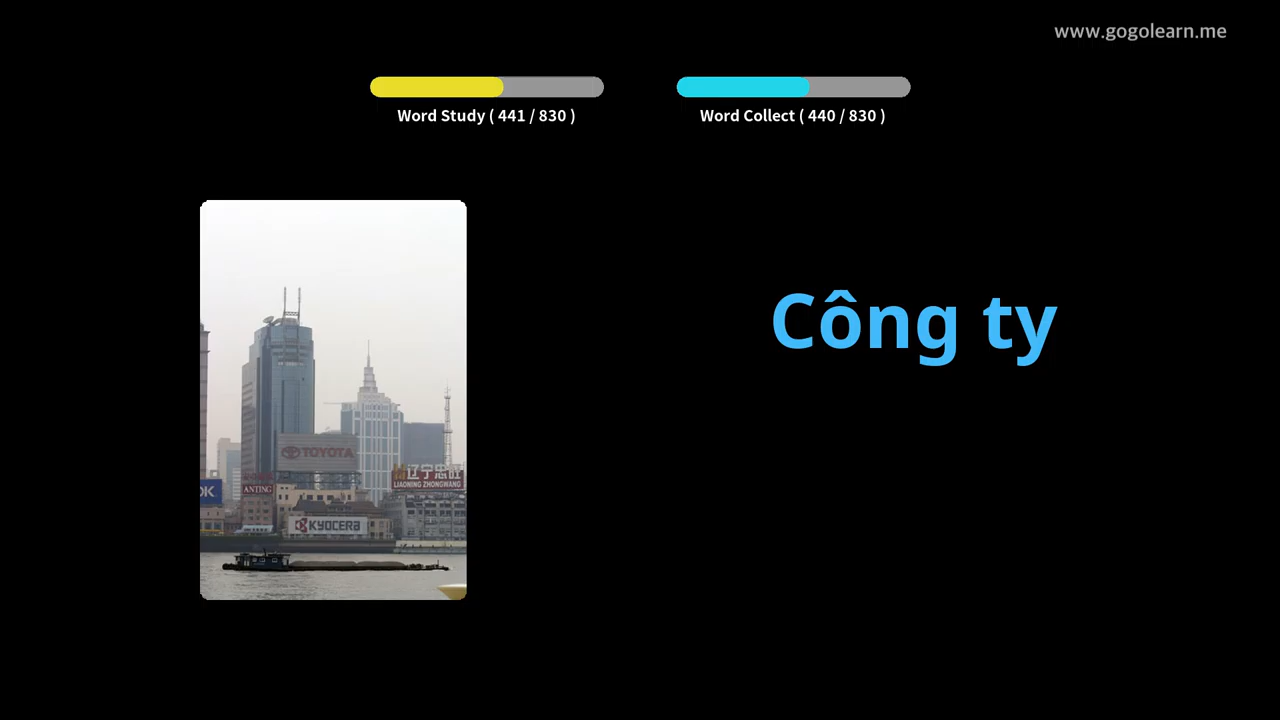 www.gogolearn.me
Word Study ( 441 / 830 )
Word Collect ( 440 / 830 )
Công ty
TOYOTA
辽宁忠旺
LIAONING ZHONGWANG
OK
ANTING
KYOCERA